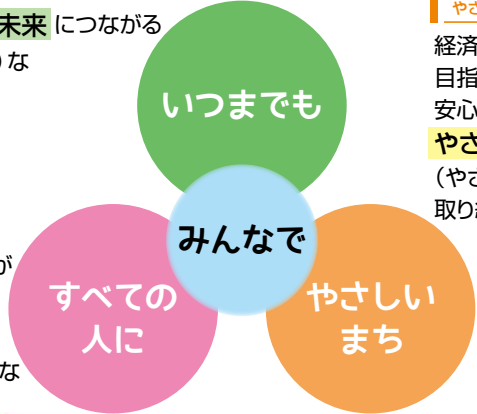 未来につながる
な
いつまでも
みんなで
が
すべての
人に
な
やさしい
まち
やさ
経済
目指
安心
やさ
（やさ
取り